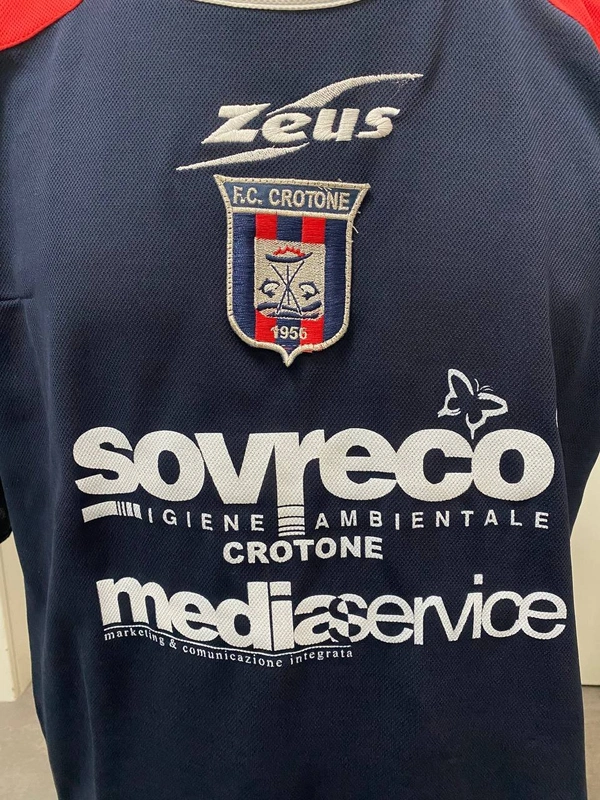 Zeus
F.C. CROTONE
1956
sovreco
IGIENE AMBIENTALE
CROTONE
mediaservice
marketing & comunicazione integrata